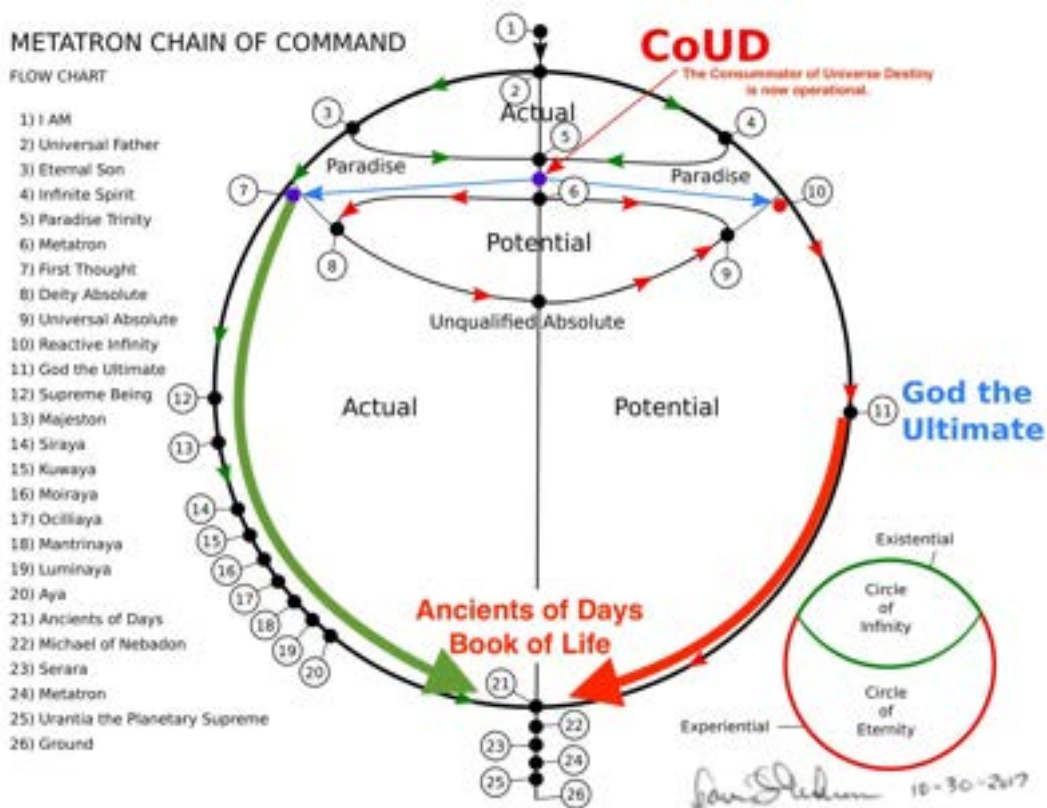 METATRON CHAIN OF COMMAND
FLOW CHART
1) I AM
2) Universal Father
3) Eternal Son
4) Infinite Spirit
5) Paradise Trinity
6) Metatron
7) First Thought
8) Deity Absolute
9) Universal Absolute
10) Reactive Infinity
11) God the Ultimate
12) Supreme Being
13) Majeston
14) Siraya
15) Kuwaya
16) Moiraya
17) Ocilliaya
18) Mantrinaya
19) Luminaya
20) Aya
21) Ancients of Days
22) Michael of Nebadon
23) Serara
24) Metatron
25) Urantia the Planetary Supreme
26) Ground
CoUD
The Consummator of Universe Destiny
is now operational.
1
2
Actual
3
4
5
Paradise
Paradise
7
6
10
Potential
8
9
Unqualified Absolute
12
Actual
Potential
11
God the
Ultimate
13
14
15
16
17
18
19
20
Ancients of Days
Book of Life
21
22
23
24
25
26
Existential
Circle
of
Infinity
Circle
of
Eternity
Experiential
10-30-2017